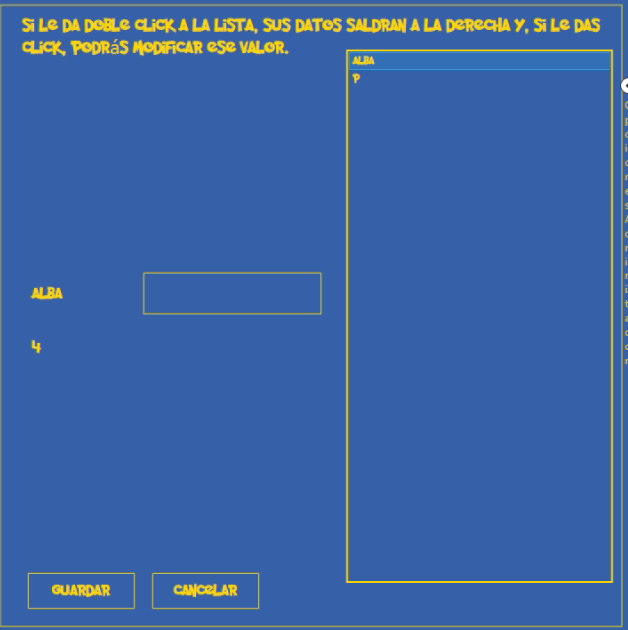 Si le da doble click a la lista, sus datos saldran a la derecha y, si le das
click, podrás modificar ese valor.
ALBA
P
ALBA
4
GUARDAR
CANCELAR